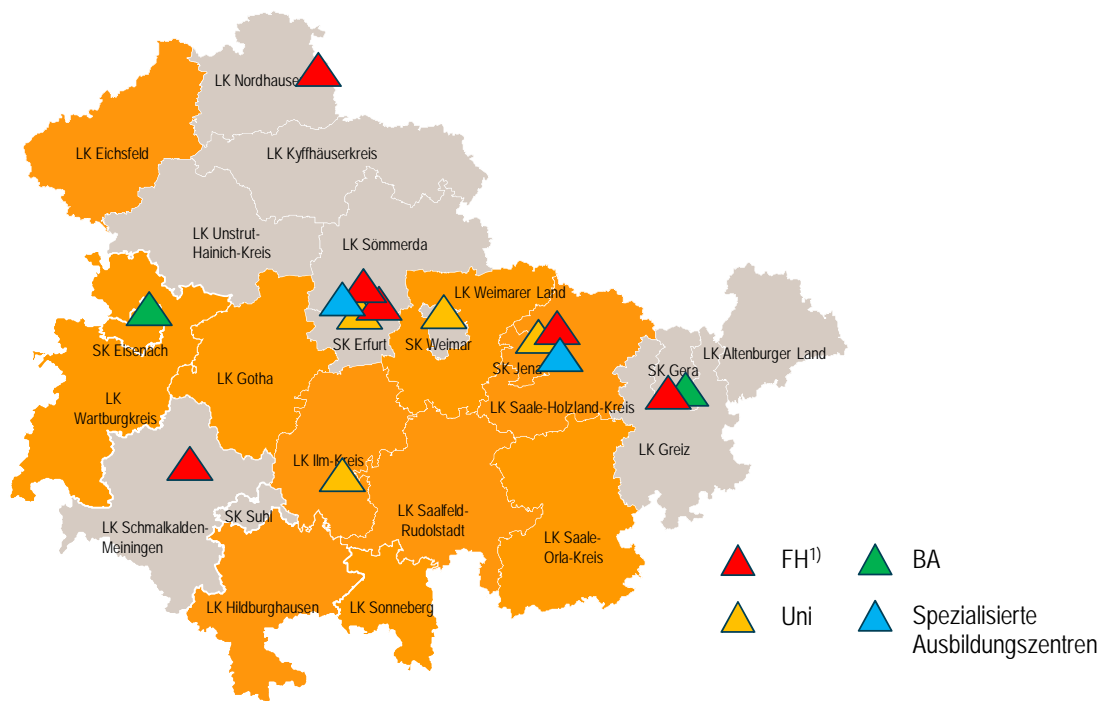 LK Nordhause
LK Eichsfeld
LK Kyffhäuserkreis
LK Unstrut-
Hainich-Kreis
LK Sömmerda
LK Weimarer Land
SK Erfurt
SK Weimar
SK Eisenach
SK Jena
SK Gera
LK Altenburger Land
LK Gotha
LK
Wartburgkreis
LK Saale-Holzland-Kreis
LK Greiz
LK Ilm-Kreis
LK Saalfeld-
Rudolstadt
SK Suhl
LK Schmalkalden-
Meiningen
LK Saale-
Orla-Kreis
LK Hildburghausen
LK Sonneberg
FH1)
BA
Uni
Spezialisierte
Ausbildungszentren